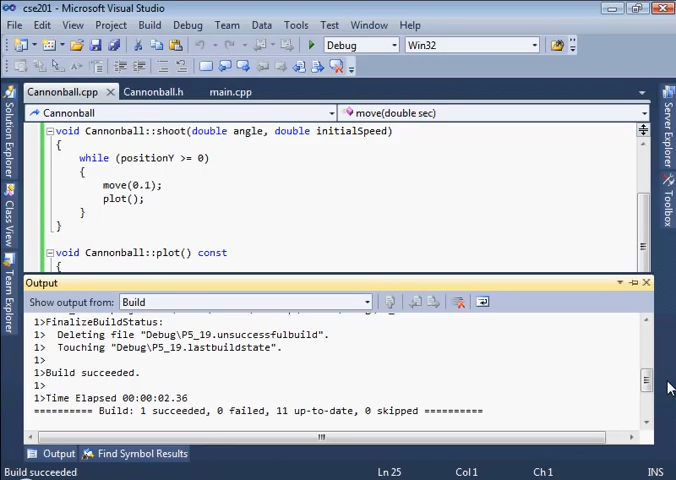 cse201 - Microsoft Visual Studio
File Edit View Project Build Debug Team Data Tools Test Window Help
Debug Win32
Cannonball.cpp Cannonball.h main.cpp
Cannonball move(double sec)
void Cannonball::shoot(double angle, double initialSpeed)
{
while (positionY >= 0)
{
move(0.1);
plot();
}
}
void Cannonball::plot() const
{
Solution Explorer
Class View
Team Explorer
Server Explorer
Toolbox
Output
Show output from: Build
1>FinalizeBuildStatus:
1> Deleting file "Debug\P5_19.unsuccessfulbuild".
1> Touching "Debug\P5_19.lastbuildstate".
1>
1>Build succeeded.
1>
1>Time Elapsed 00:00:02.36
========== Build: 1 succeeded, 0 failed, 11 up-to-date, 0 skipped ==========
Output Find Symbol Results
Build succeeded Ln 25 Col 1 Ch 1 INS